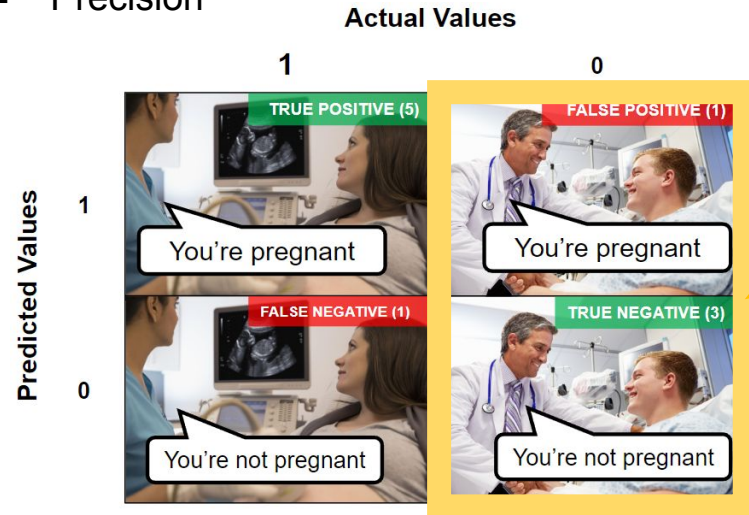 - Precision
Actual Values
1 0
Predicted Values
1
TRUE POSITIVE (5)
You're pregnant
FALSE POSITIVE (1)
You're pregnant
0
FALSE NEGATIVE (1)
You're not pregnant
TRUE NEGATIVE (3)
You're not pregnant